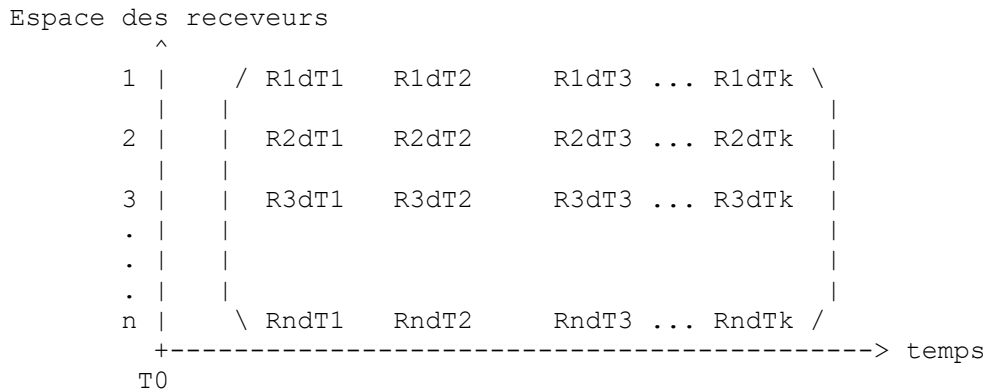 Espace des receveurs
^
1 | / R1dT1 R1dT2 R1dT3 ... R1dTk \
| | |
2 | | R2dT1 R2dT2 R2dT3 ... R2dTk |
| | |
3 | | R3dT1 R3dT2 R3dT3 ... R3dTk |
. | | |
. | | |
. | | |
n | \ RndT1 RndT2 RndT3 ... RndTk /
+--------------------------------------------> temps
T0